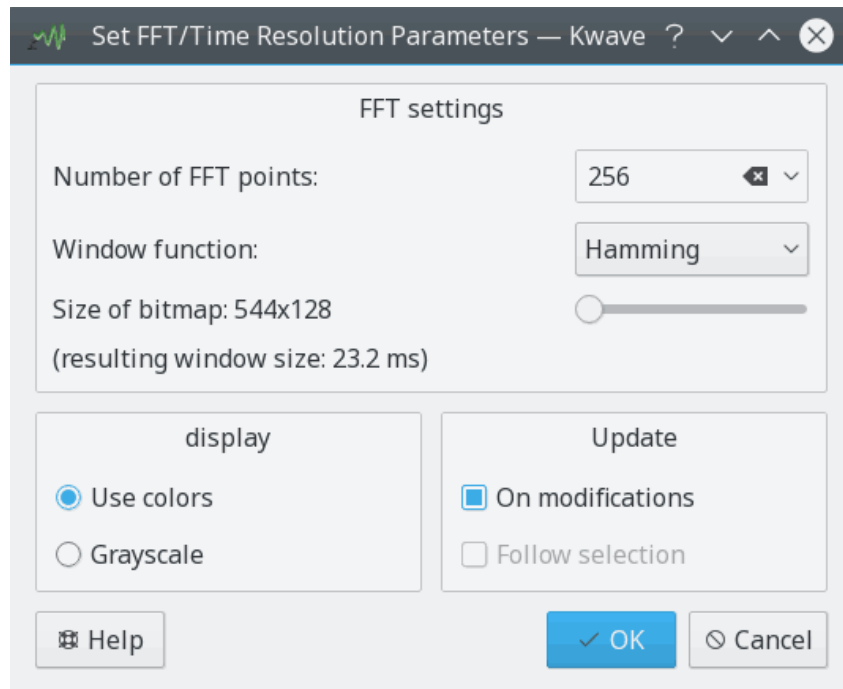 Set FFT/Time Resolution Parameters — Kwave
FFT settings
Number of FFT points: 256
Window function: Hamming
Size of bitmap: 544x128
(resulting window size: 23.2 ms)
display
Use colors
Grayscale
Update
On modifications
Follow selection
Help OK Cancel